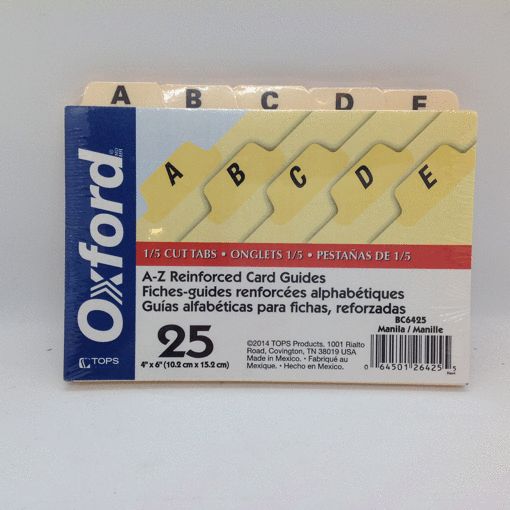 A B C D E
Oxford
A B C D E
1/5 CUT TABS • ONGLETS 1/5 • PESTAÑAS DE 1/5
A-Z Reinforced Card Guides
Fiches-guides renforcées alphabétiques
Guías alfabéticas para fichas, reforzadas
BC6425
Manila / Manille
25
4" x 6" (10.2 cm x 15.2 cm)
©2014 TOPS Products, 1001 Rialto
Road, Covington, TN 38019 USA
Made in Mexico. • Fabriqué au
Mexique. • Hecho en Mexico.
0 64501 26425 5
TOPS